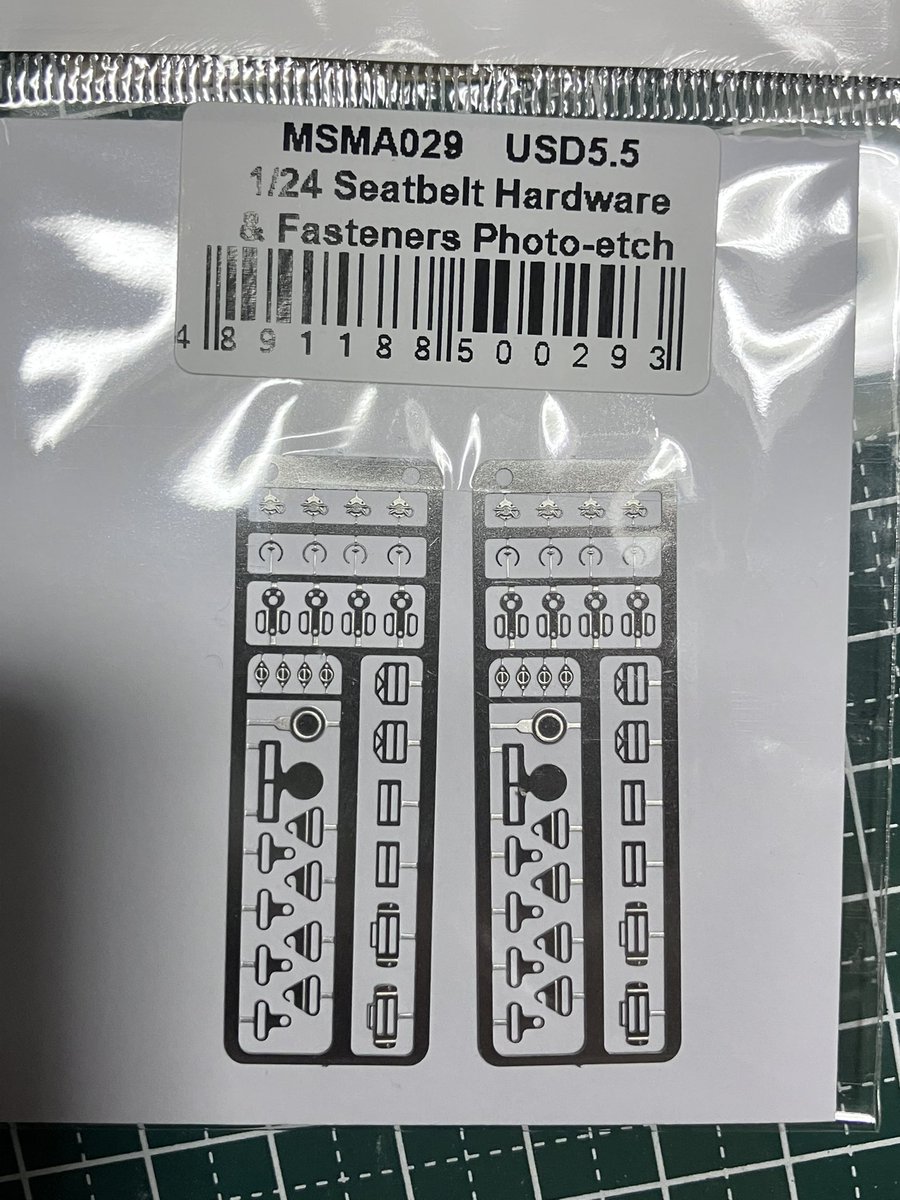 MSMA029 USD5.5
1/24 Seatbelt Hardware
& Fasteners Photo-etch
4 891188 500293